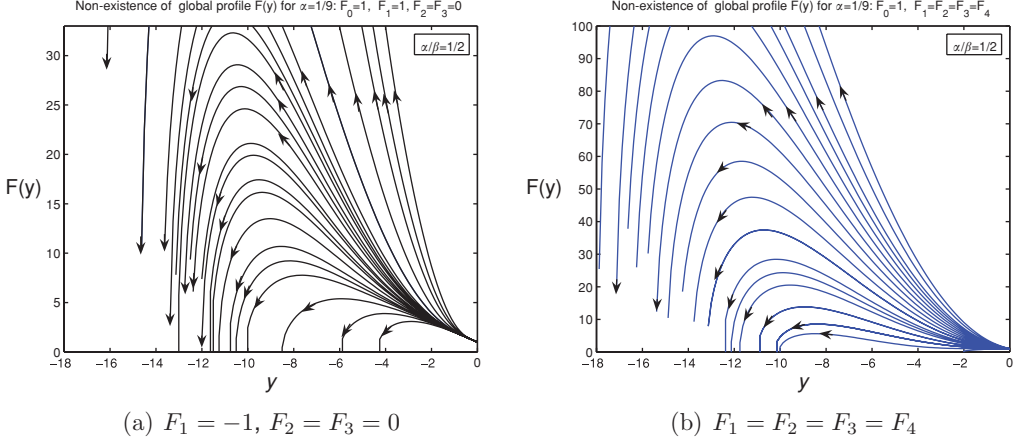 Non-existence of global profile F(y) for α=1/9: F₀=1, F₁=1, F₂=F₃=0
α/β=1/2
F(y)
30
25
20
15
10
5
0
-18 -16 -14 -12 -10 -8 -6 -4 -2 0
y
(a) F₁ = −1, F₂ = F₃ = 0
Non-existence of global profile F(y) for α=1/9: F₀=1, F₁=F₂=F₃=F₄
α/β=1/2
F(y)
100
90
80
70
60
50
40
30
20
10
0
-18 -16 -14 -12 -10 -8 -6 -4 -2 0
y
(b) F₁ = F₂ = F₃ = F₄